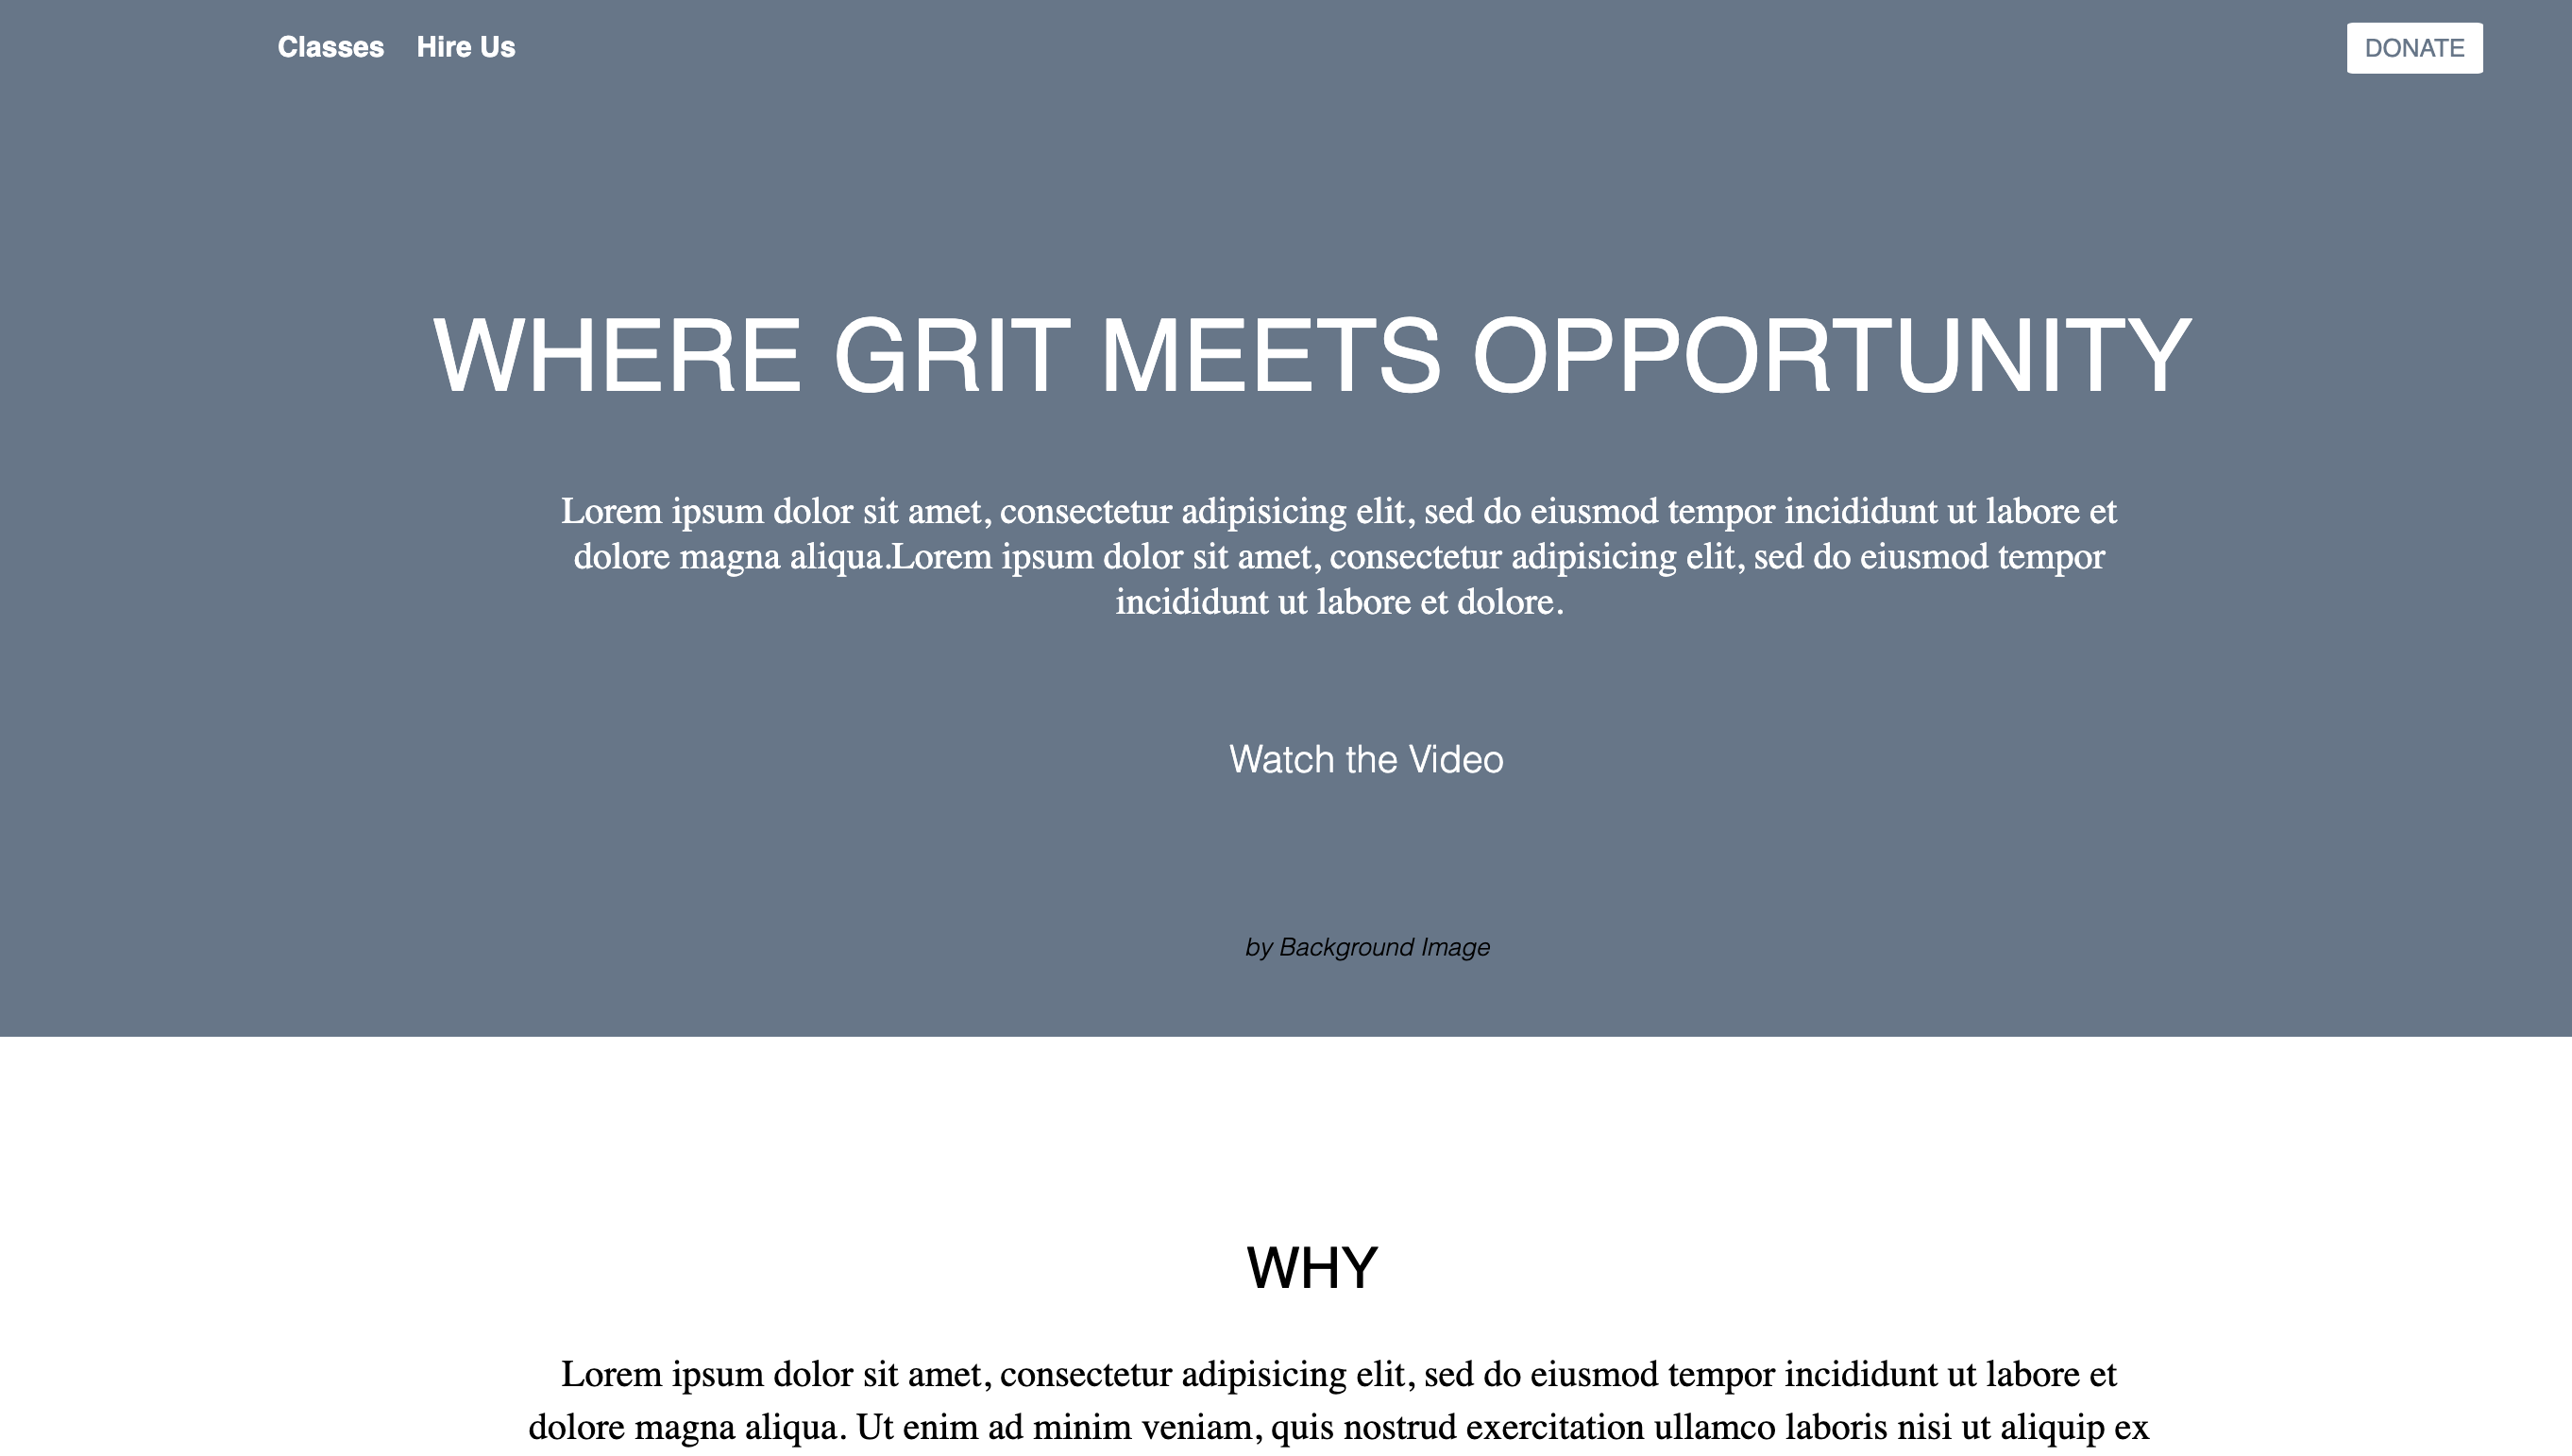 Classes Hire Us DONATE
WHERE GRIT MEETS OPPORTUNITY
Lorem ipsum dolor sit amet, consectetur adipisicing elit, sed do eiusmod tempor incididunt ut labore et
dolore magna aliqua.Lorem ipsum dolor sit amet, consectetur adipisicing elit, sed do eiusmod tempor
incididunt ut labore et dolore.
Watch the Video
by Background Image
WHY
Lorem ipsum dolor sit amet, consectetur adipisicing elit, sed do eiusmod tempor incididunt ut labore et
dolore magna aliqua. Ut enim ad minim veniam, quis nostrud exercitation ullamco laboris nisi ut aliquip ex